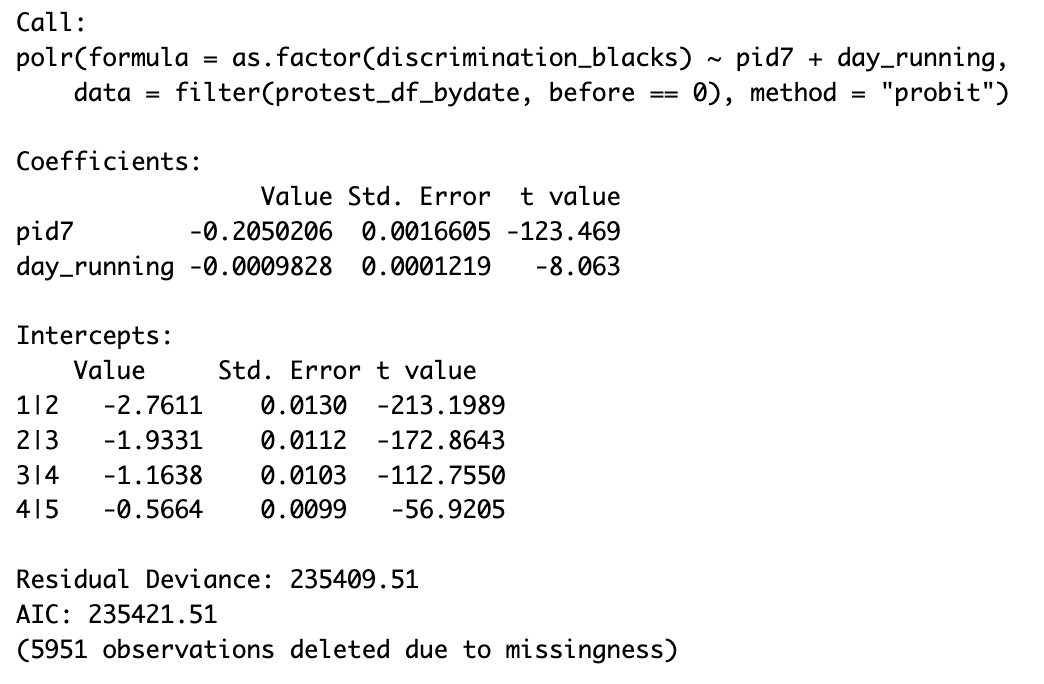 Call:
polr(formula = as.factor(discrimination_blacks) ~ pid7 + day_running,
    data = filter(protest_df_bydate, before == 0), method = "probit")

Coefficients:
                 Value Std. Error  t value
pid7        -0.2050206  0.0016605 -123.469
day_running -0.0009828  0.0001219   -8.063

Intercepts:
    Value     Std. Error t value
1|2   -2.7611    0.0130  -213.1989
2|3   -1.9331    0.0112  -172.8643
3|4   -1.1638    0.0103  -112.7550
4|5   -0.5664    0.0099   -56.9205

Residual Deviance: 235409.51
AIC: 235421.51
(5951 observations deleted due to missingness)